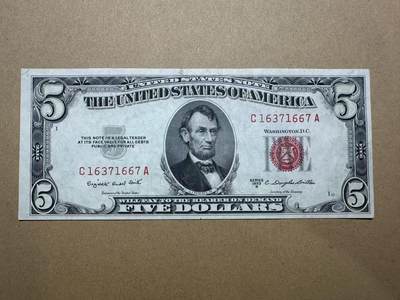 UNITED STATES NOTE
5 THE UNITED STATES OF AMERICA 5
C 16371667 A
THIS NOTE IS A LEGAL TENDER
AT ITS FACE VALUE FOR ALL DEBTS
PUBLIC AND PRIVATE
WASHINGTON, D.C.
C 16371667 A
SERIES
1953
WILL PAY TO THE BEARER ON DEMAND
5 FIVE DOLLARS 5